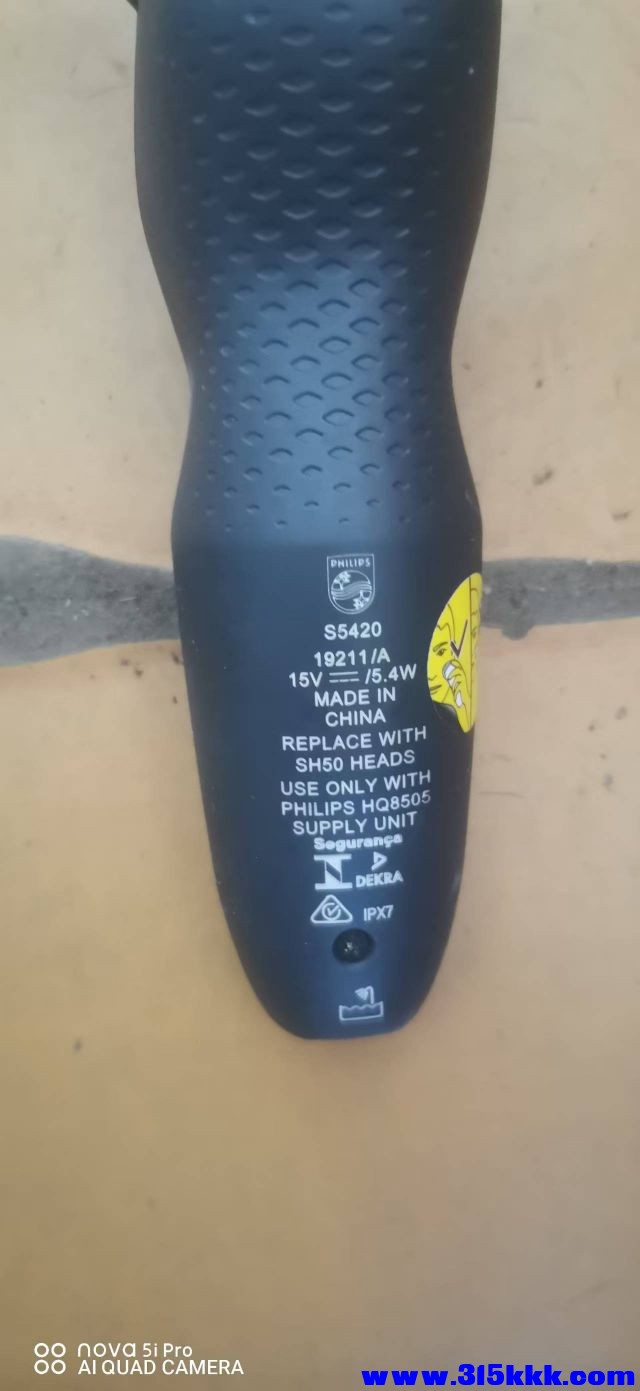 PHILIPS
S5420
19211/A
15V ⎓ /5.4W
MADE IN
CHINA
REPLACE WITH
SH50 HEADS
USE ONLY WITH
PHILIPS HQ8505
SUPPLY UNIT
Segurança
DEKRA
IPX7
nova 5i Pro
AI QUAD CAMERA
www.315kkk.com